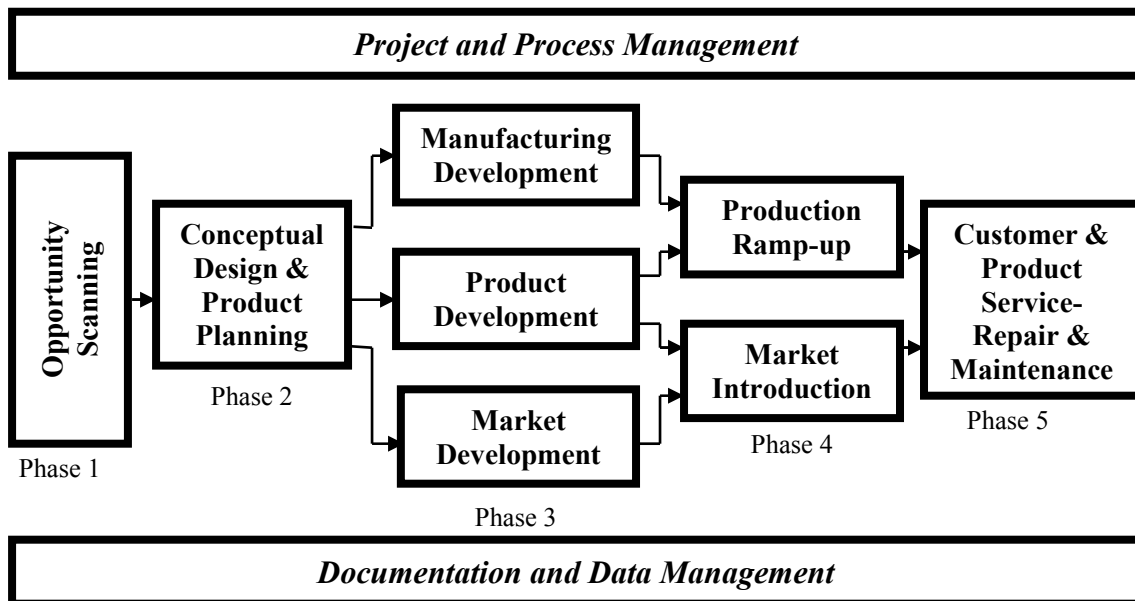 Project and Process Management
Opportunity
Scanning
Phase 1
Conceptual
Design &
Product
Planning
Phase 2
Manufacturing
Development
Product
Development
Market
Development
Phase 3
Production
Ramp-up
Market
Introduction
Phase 4
Customer &
Product
Service-
Repair &
Maintenance
Phase 5
Documentation and Data Management